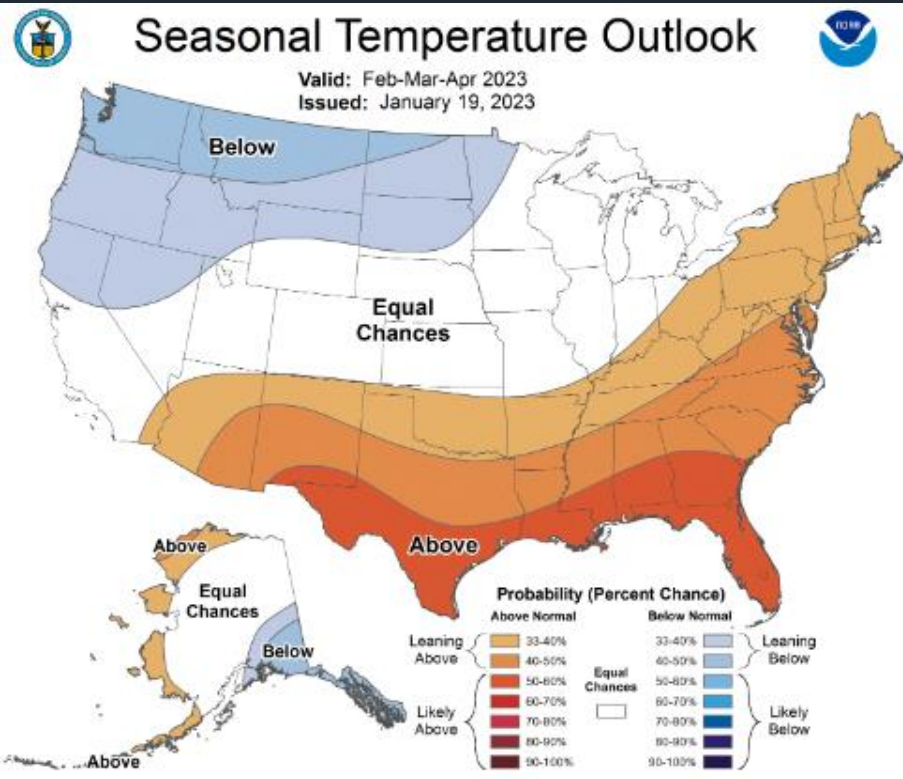 Seasonal Temperature Outlook
NOAA
Valid: Feb-Mar-Apr 2023
Issued: January 19, 2023
Below
Equal
Chances
Above
Above
Equal
Chances
Below
Above
Probability (Percent Chance)
Above Normal
Below Normal
Leaning
Above
33-40%
40-50%
Likely
Above
50-60%
60-70%
70-80%
80-90%
90-100%
Equal
Chances
33-40%
40-50%
Leaning
Below
50-60%
60-70%
70-80%
80-90%
90-100%
Likely
Below